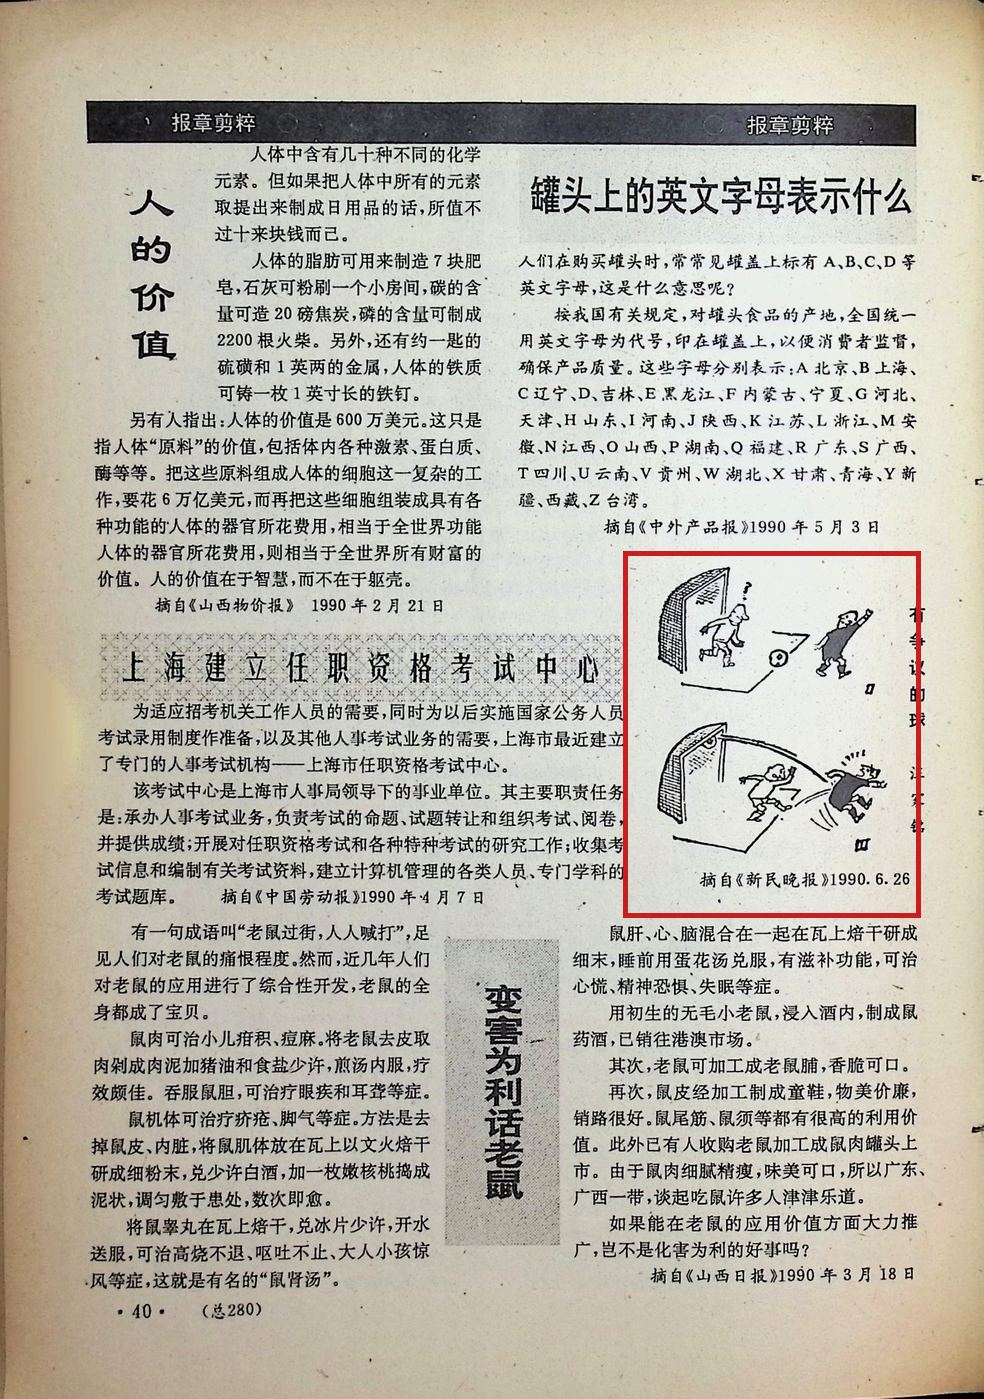 报章剪粹
报章剪粹
人的价值
人体中含有几十种不同的化学
元素。但如果把人体中所有的元素
取提出来制成日用品的话，所值不
过十来块钱而已。
人体的脂肪可用来制造7块肥
皂，石灰可粉刷一个小房间，碳的含
量可造20磅焦炭，磷的含量可制成
2200根火柴。另外，还有约一匙的
硫磺和1英两的金属，人体的铁质
可铸一枚1英寸长的铁钉。
另有人指出：人体的价值是600万美元。这只是
指人体“原料”的价值，包括体内各种激素、蛋白质、
酶等等。把这些原料组成人体的细胞这一复杂的工
作，要花6万亿美元，而再把这些细胞组装成具有各
种功能的人体的器官所花费用，相当于全世界功能
人体的器官所花费用，则相当于全世界所有财富的
价值。人的价值在于智慧，而不在于躯壳。
摘自《山西物价报》 1990年2月21日
罐头上的英文字母表示什么
人们在购买罐头时，常常见罐盖上标有A、B、C、D等
英文字母，这是什么意思呢？
按我国有关规定，对罐头食品的产地，全国统一
用英文字母为代号，印在罐盖上，以便消费者监督，
确保产品质量。这些字母分别表示：A北京、B上海、
C辽宁、D、吉林、E黑龙江、F内蒙古、宁夏、G河北、
天津、H山东、I河南、J陕西、K江苏、L浙江、M安
徽、N江西、O山西、P湖南、Q福建、R广东、S广西、
T四川、U云南、V贵州、W湖北、X甘肃、青海、Y新
疆、西藏、Z台湾。
摘自《中外产品报》1990年5月3日
有争议的球
摘自《新民晚报》1990.6.26
上海建立任职资格考试中心
为适应招考机关工作人员的需要，同时为以后实施国家公务人员
考试录用制度作准备，以及其他人事考试业务的需要，上海市最近建立
了专门的人事考试机构——上海市任职资格考试中心。
该考试中心是上海市人事局领导下的事业单位。其主要职责任务
是：承办人事考试业务，负责考试的命题、试题转让和组织考试、阅卷，
并提供成绩；开展对任职资格考试和各种特种考试的研究工作；收集考
试信息和编制有关考试资料，建立计算机管理的各类人员、专门学科的
考试题库。 摘自《中国劳动报》1990年4月7日
变害为利话老鼠
有一句成语叫“老鼠过街，人人喊打”，足
见人们对老鼠的痛恨程度。然而，近几年人们
对老鼠的应用进行了综合性开发，老鼠的全
身都成了宝贝。
鼠肉可治小儿疳积、痘麻。将老鼠去皮取
肉剁成肉泥加猪油和食盐少许，煎汤内服，疗
效颇佳。吞服鼠胆，可治疗眼疾和耳聋等症。
鼠机体可治疗疥疮、脚气等症。方法是去
掉鼠皮、内脏，将鼠肌体放在瓦上以文火焙干
研成细粉末，兑少许白酒，加一枚嫩核桃捣成
泥状，调匀敷于患处，数次即愈。
将鼠睾丸在瓦上焙干，兑冰片少许，开水
送服，可治高烧不退、呕吐不止、大人小孩惊
风等症，这就是有名的“鼠肾汤”。
鼠肝、心、脑混合在一起在瓦上焙干研成
细末，睡前用蛋花汤兑服，有滋补功能，可治
心慌、精神恐惧、失眠等症。
用初生的无毛小老鼠，浸入酒内，制成鼠
药酒，已销往港澳市场。
其次，老鼠可加工成老鼠脯，香脆可口。
再次，鼠皮经加工制成童鞋，物美价廉，
销路很好。鼠尾筋、鼠须等都有很高的利用价
值。此外已有人收购老鼠加工成鼠肉罐头上
市。由于鼠肉细腻精瘦，味美可口，所以广东、
广西一带，谈起吃鼠许多人津津乐道。
如果能在老鼠的应用价值方面大力推
广，岂不是化害为利的好事吗？
摘自《山西日报》1990年3月18日
·40· （总280）